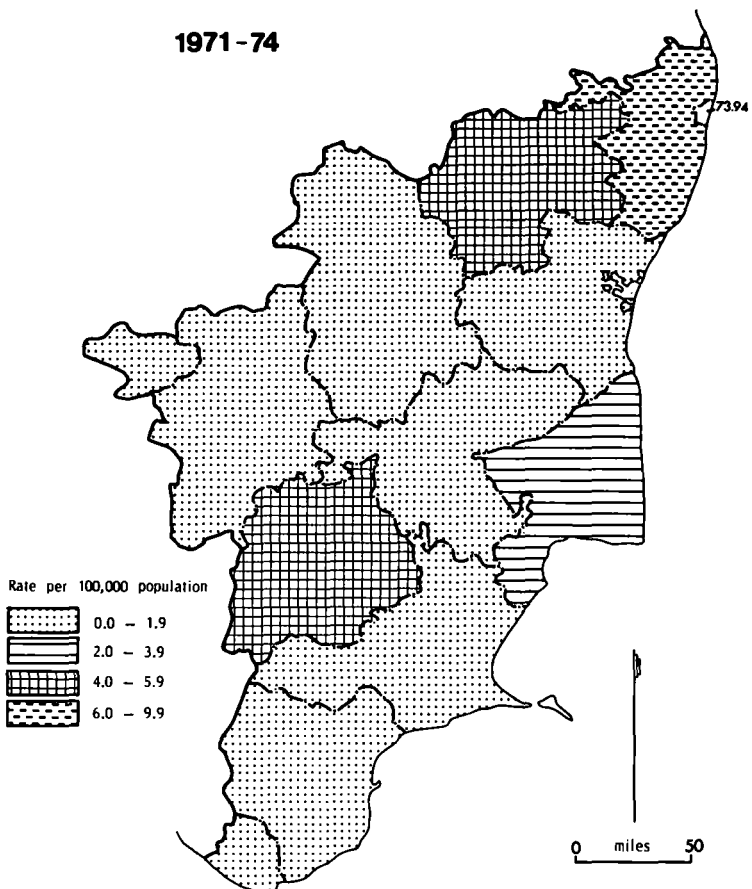 1971-74
73.94
Rate per 100,000 population
0.0 – 1.9
2.0 – 3.9
4.0 – 5.9
6.0 – 9.9
0 miles 50